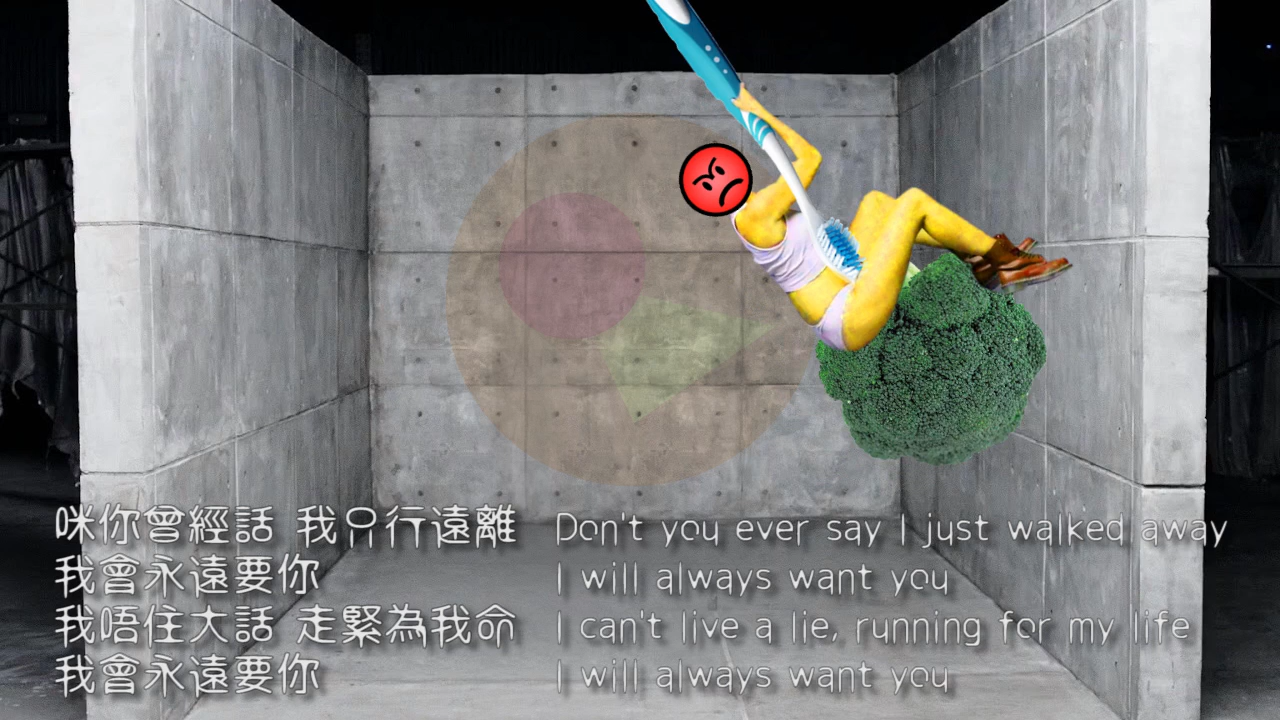 咪你曾經話 我只行遠離 Don't you ever say I just walked away
我會永遠要你 I will always want you
我唔住大話 走緊為我命 I can't live a lie, running for my life
我會永遠要你 I will always want you